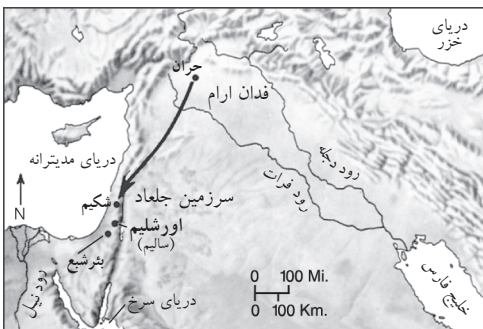 دریای
خزر
حران
فدان ارام
رود دجله
رود فرات
دریای مدیترانه
N
شکیم
سرزمین جلعاد
اورشلیم
(سالیم)
بئرشبع
رود نیل
دریای سرخ
خلیج فارس
0 100 Mi.
0 100 Km.